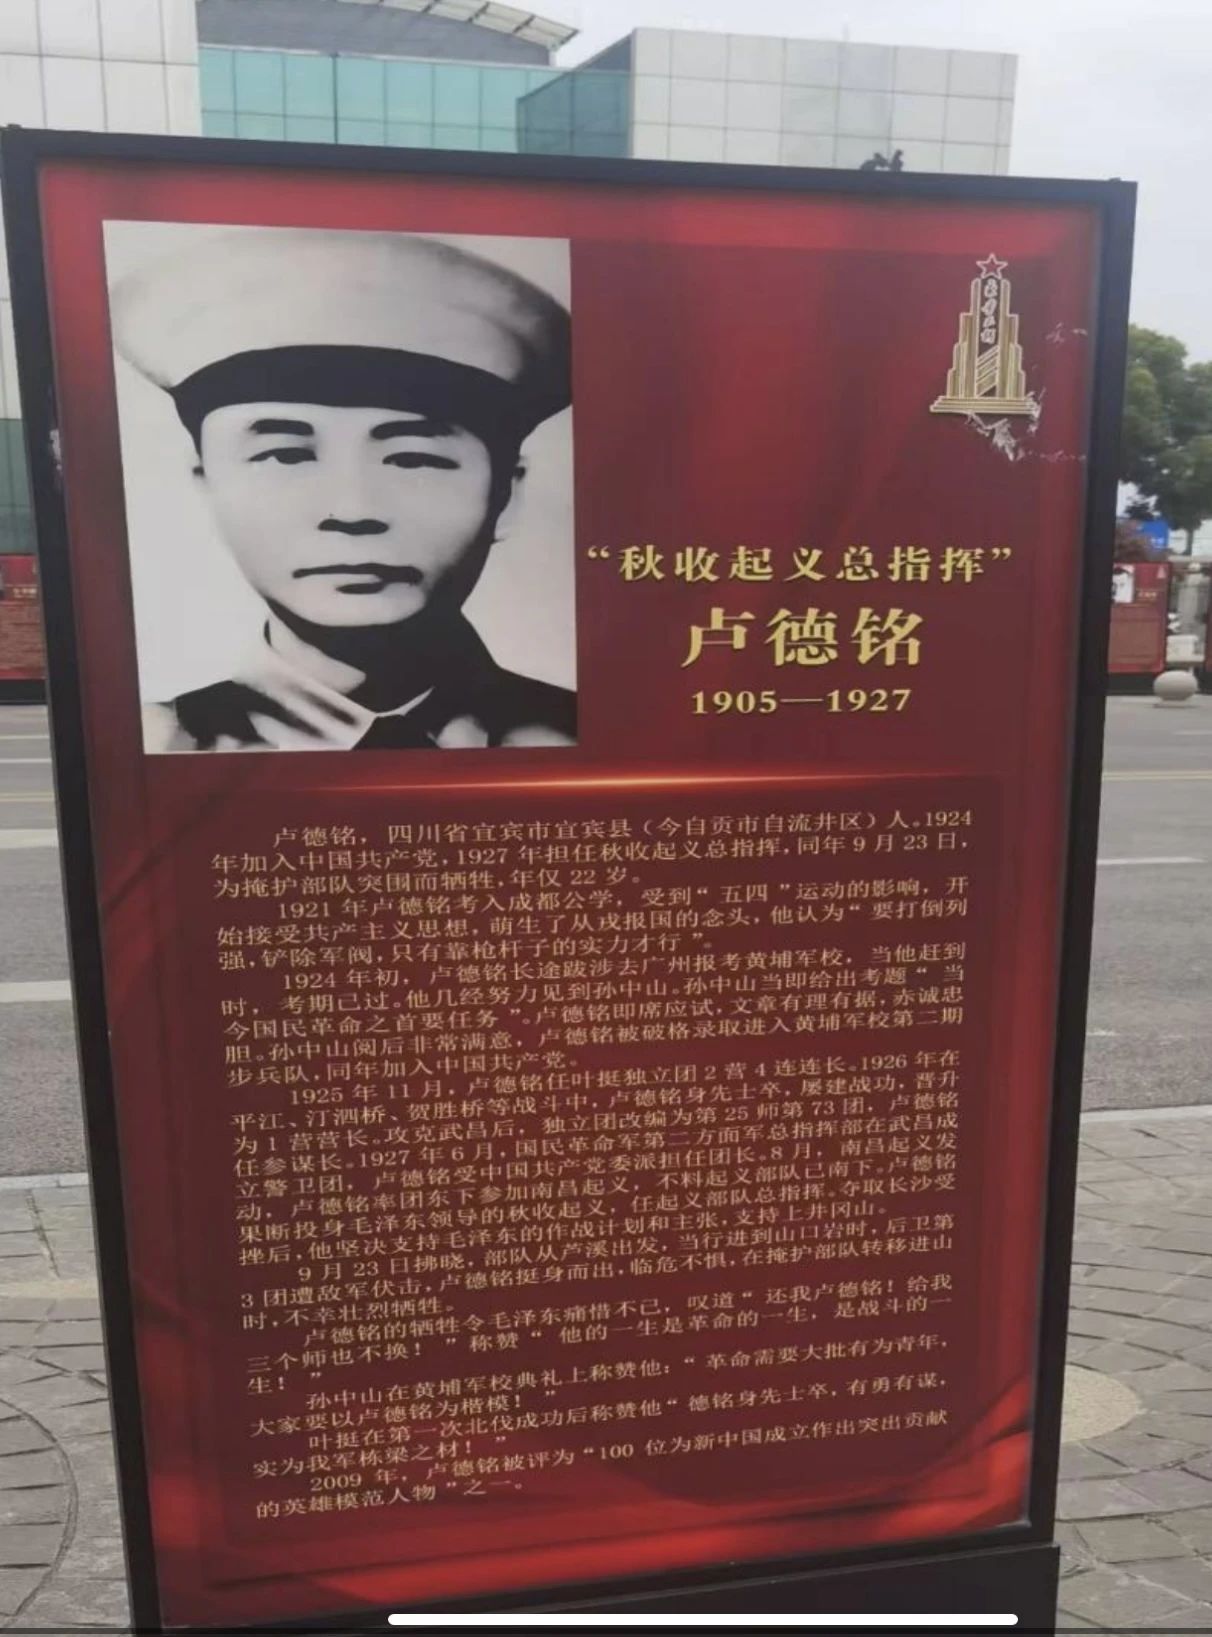 “秋收起义总指挥”
卢德铭
1905—1927
卢德铭，四川省宜宾市宜宾县（今自贡市自流井区）人。1924
年加入中国共产党，1927 年担任秋收起义总指挥，同年 9 月 23 日，
为掩护部队突围而牺牲，年仅 22 岁。
1921 年卢德铭考入成都公学，受到“ 五四 ”运动的影响，开
始接受共产主义思想，萌生了从戎报国的念头，他认为“ 要打倒列
强，铲除军阀，只有靠枪杆子的实力才行 ”。
1924 年初，卢德铭长途跋涉去广州报考黄埔军校，当他赶到
时，考期已过。他几经努力见到孙中山。孙中山当即给出考题“ 当
今国民革命之首要任务 ”。卢德铭即席应试，文章有理有据，赤诚忠
胆。孙中山阅后非常满意，卢德铭被破格录取进入黄埔军校第二期
步兵队，同年加入中国共产党。
1925 年 11 月，卢德铭任叶挺独立团 2 营 4 连连长。1926 年在
平江、汀泗桥、贺胜桥等战斗中，卢德铭身先士卒，屡建战功，晋升
为 1 营营长。攻克武昌后，独立团改编为第 25 师第 73 团，卢德铭
任参谋长。1927 年 6 月，国民革命军第二方面军总指挥部在武昌成
立警卫团，卢德铭受中国共产党委派担任团长。8 月，南昌起义发
动，卢德铭率团东下参加南昌起义，不料起义部队已南下。卢德铭
果断投身毛泽东领导的秋收起义，任起义部队总指挥。夺取长沙受
挫后，他坚决支持毛泽东的作战计划和主张，支持上井冈山。
9 月 23 日拂晓，部队从芦溪出发，当行进到山口岩时，后卫第
3 团遭敌军伏击，卢德铭挺身而出，临危不惧，在掩护部队转移进山
时，不幸壮烈牺牲。
卢德铭的牺牲令毛泽东痛惜不已，叹道“ 还我卢德铭！给我
三个师也不换！ ”称赞“ 他的一生是革命的一生，是战斗的一
生！ ”
孙中山在黄埔军校典礼上称赞他：“ 革命需要大批有为青年，
大家要以卢德铭为楷模！ ”
叶挺在第一次北伐成功后称赞他“ 德铭身先士卒，有勇有谋，
实为我军栋梁之材！ ”
2009 年，卢德铭被评为“100 位为新中国成立作出突出贡献
的英雄模范人物 ”之一。